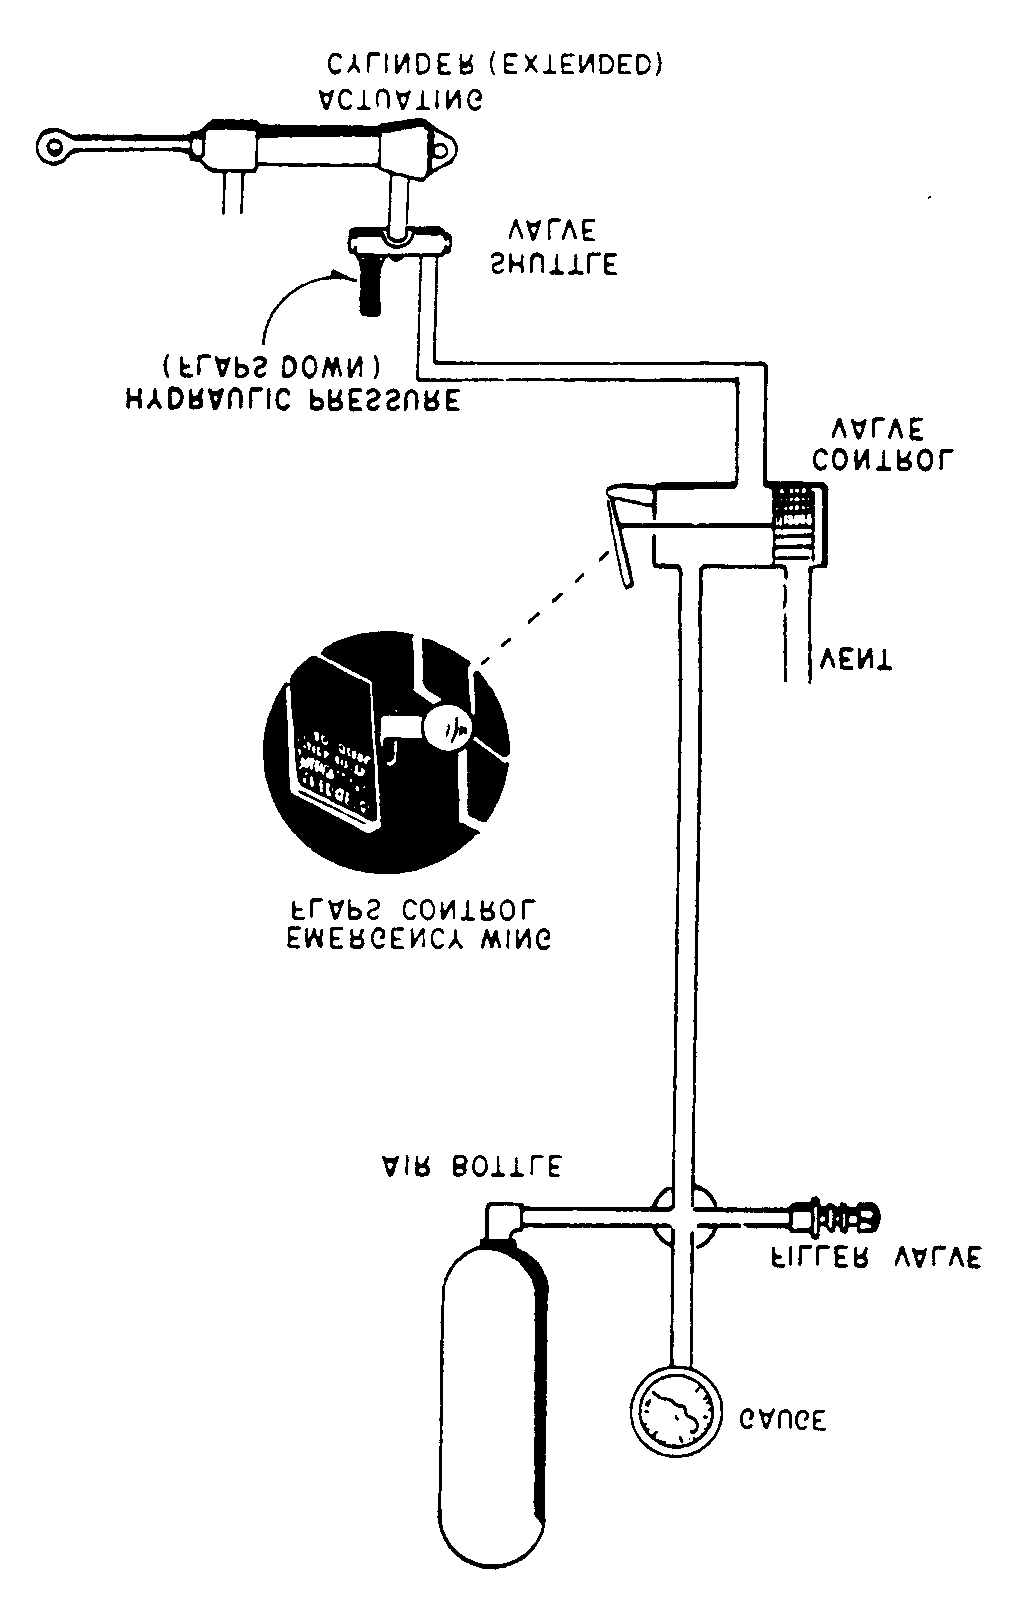 GAUGE
FILLER VALVE
AIR BOTTLE
EMERGENCY WING
FLAPS CONTROL
VENT
CONTROL
VALVE
HYDRAULIC PRESSURE
(FLAPS DOWN)
SHUTTLE
VALVE
ACTUATING
CYLINDER (EXTENDED)